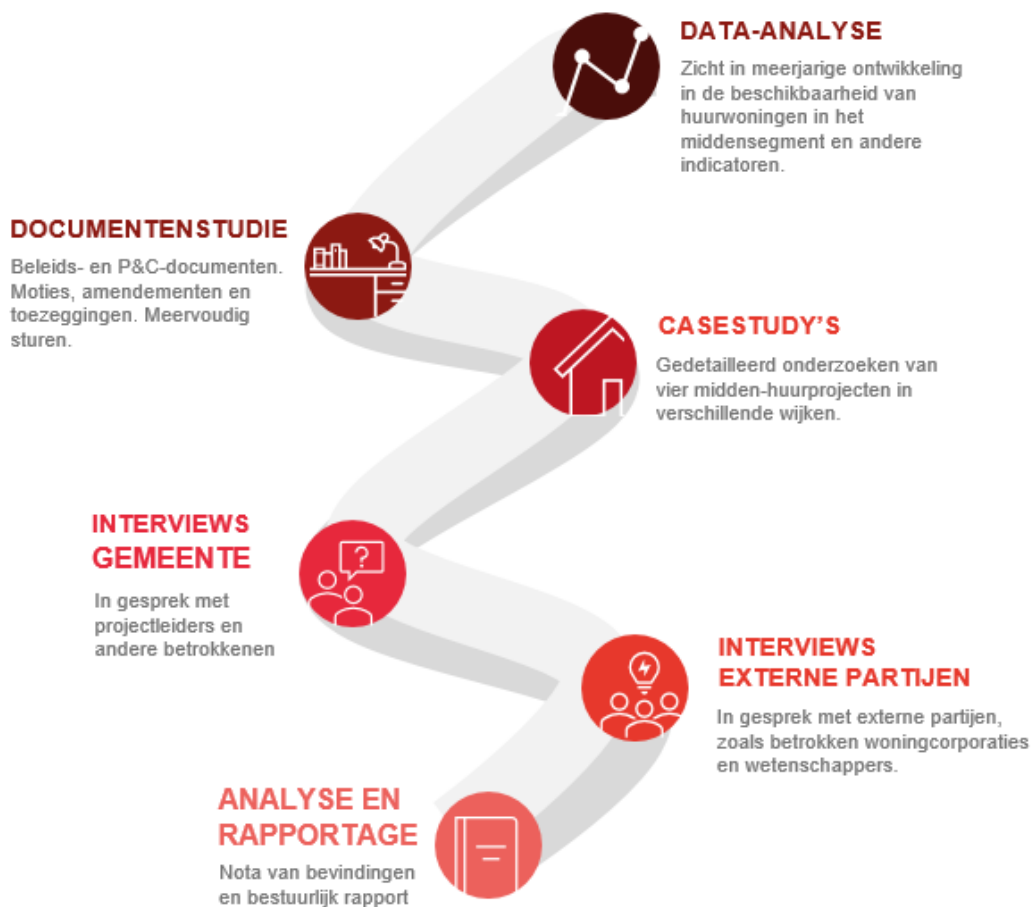 DATA-ANALYSE
Zicht in meerjarige ontwikkeling
in de beschikbaarheid van
huurwoningen in het
middensegment en andere
indicatoren.
DOCUMENTENSTUDIE
Beleids- en P&C-documenten.
Moties, amendementen en
toezeggingen. Meervoudig
sturen.
CASESTUDY'S
Gedetailleerd onderzoeken van
vier midden-huurprojecten in
verschillende wijken.
INTERVIEWS
GEMEENTE
In gesprek met
projectleiders en
andere betrokkenen
?
INTERVIEWS
EXTERNE PARTIJEN
In gesprek met externe partijen,
zoals betrokken woningcorporaties
en wetenschappers.
ANALYSE EN
RAPPORTAGE
Nota van bevindingen
en bestuurlijk rapport